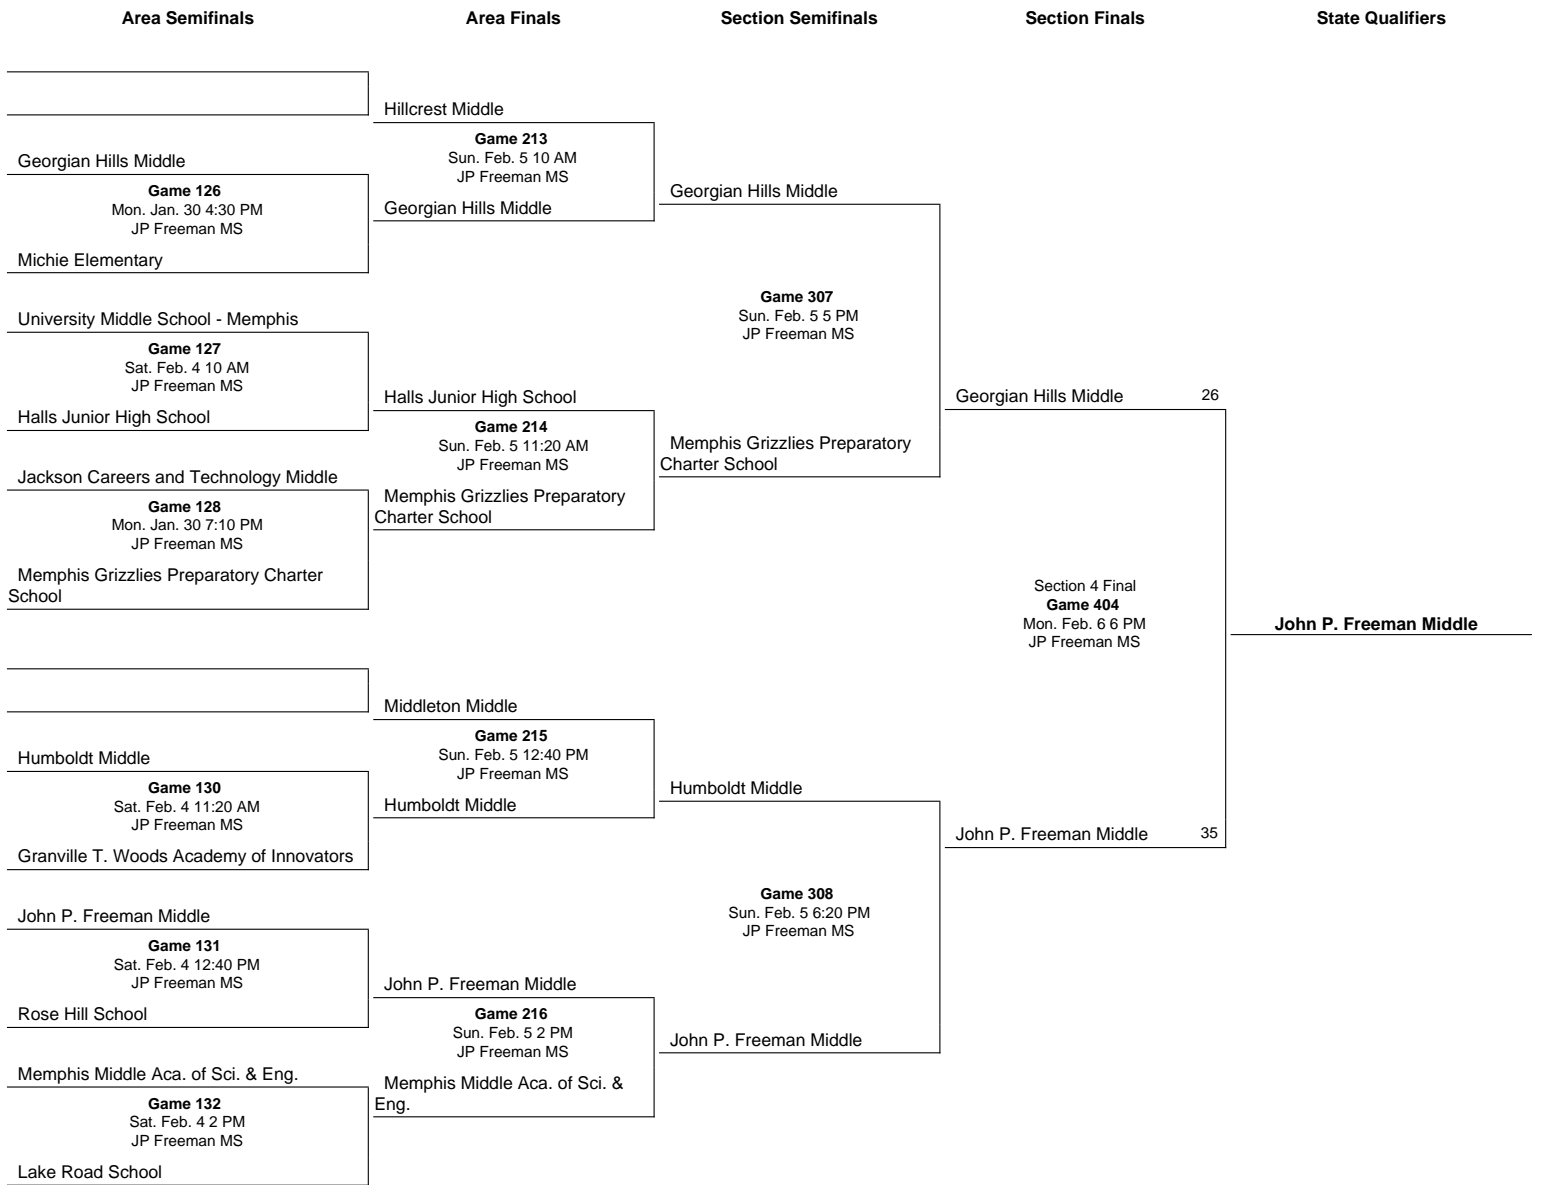 Area Semifinals
Area Finals
Section Semifinals
Section Finals
State Qualifiers
Hillcrest Middle
Game 213
Sun. Feb. 5 10 AM
JP Freeman MS
Georgian Hills Middle
Georgian Hills Middle
Game 126
Mon. Jan. 30 4:30 PM
JP Freeman MS
Michie Elementary
Georgian Hills Middle
Game 307
Sun. Feb. 5 5 PM
JP Freeman MS
University Middle School - Memphis
Game 127
Sat. Feb. 4 10 AM
JP Freeman MS
Halls Junior High School
Halls Junior High School
Game 214
Sun. Feb. 5 11:20 AM
JP Freeman MS
Memphis Grizzlies Preparatory
Charter School
Memphis Grizzlies Preparatory
Charter School
Georgian Hills Middle 26
Jackson Careers and Technology Middle
Game 128
Mon. Jan. 30 7:10 PM
JP Freeman MS
Memphis Grizzlies Preparatory Charter
School
Section 4 Final
Game 404
Mon. Feb. 6 6 PM
JP Freeman MS
John P. Freeman Middle
Middleton Middle
Game 215
Sun. Feb. 5 12:40 PM
JP Freeman MS
Humboldt Middle
Humboldt Middle
Game 130
Sat. Feb. 4 11:20 AM
JP Freeman MS
Granville T. Woods Academy of Innovators
Humboldt Middle
John P. Freeman Middle 35
Game 308
Sun. Feb. 5 6:20 PM
JP Freeman MS
John P. Freeman Middle
Game 131
Sat. Feb. 4 12:40 PM
JP Freeman MS
Rose Hill School
John P. Freeman Middle
Game 216
Sun. Feb. 5 2 PM
JP Freeman MS
Memphis Middle Aca. of Sci. &
Eng.
John P. Freeman Middle
Memphis Middle Aca. of Sci. & Eng.
Game 132
Sat. Feb. 4 2 PM
JP Freeman MS
Lake Road School